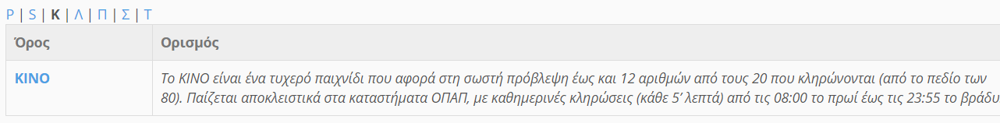 P | S | Κ | Λ | Π | Σ | Τ
Όρος Ορισμός
ΚΙΝΟ Το ΚΙΝΟ είναι ένα τυχερό παιχνίδι που αφορά στη σωστή πρόβλεψη έως και 12 αριθμών από τους 20 που κληρώνονται (από το πεδίο των
80). Παίζεται αποκλειστικά στα καταστήματα ΟΠΑΠ, με καθημερινές κληρώσεις (κάθε 5’ λεπτά) από τις 08:00 το πρωί έως τις 23:55 το βράδυ